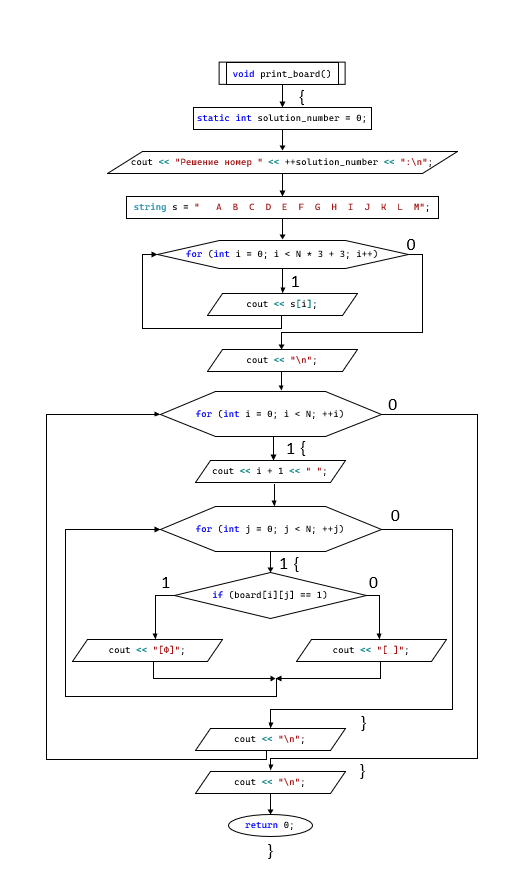 void print_board()
{
static int solution_number = 0;
cout << "Решение номер " << ++solution_number << ":\n";
string s = "   A  B  C  D  E  F  G  H  I  J  K  L  M";
for (int i = 0; i < N * 3 + 3; i++)
0
1
cout << s[i];
cout << "\n";
for (int i = 0; i < N; ++i)
0
1 {
cout << i + 1 << " ";
for (int j = 0; j < N; ++j)
0
1 {
1
if (board[i][j] == 1)
0
cout << "[Ф]";
cout << "[ ]";
}
cout << "\n";
}
cout << "\n";
return 0;
}